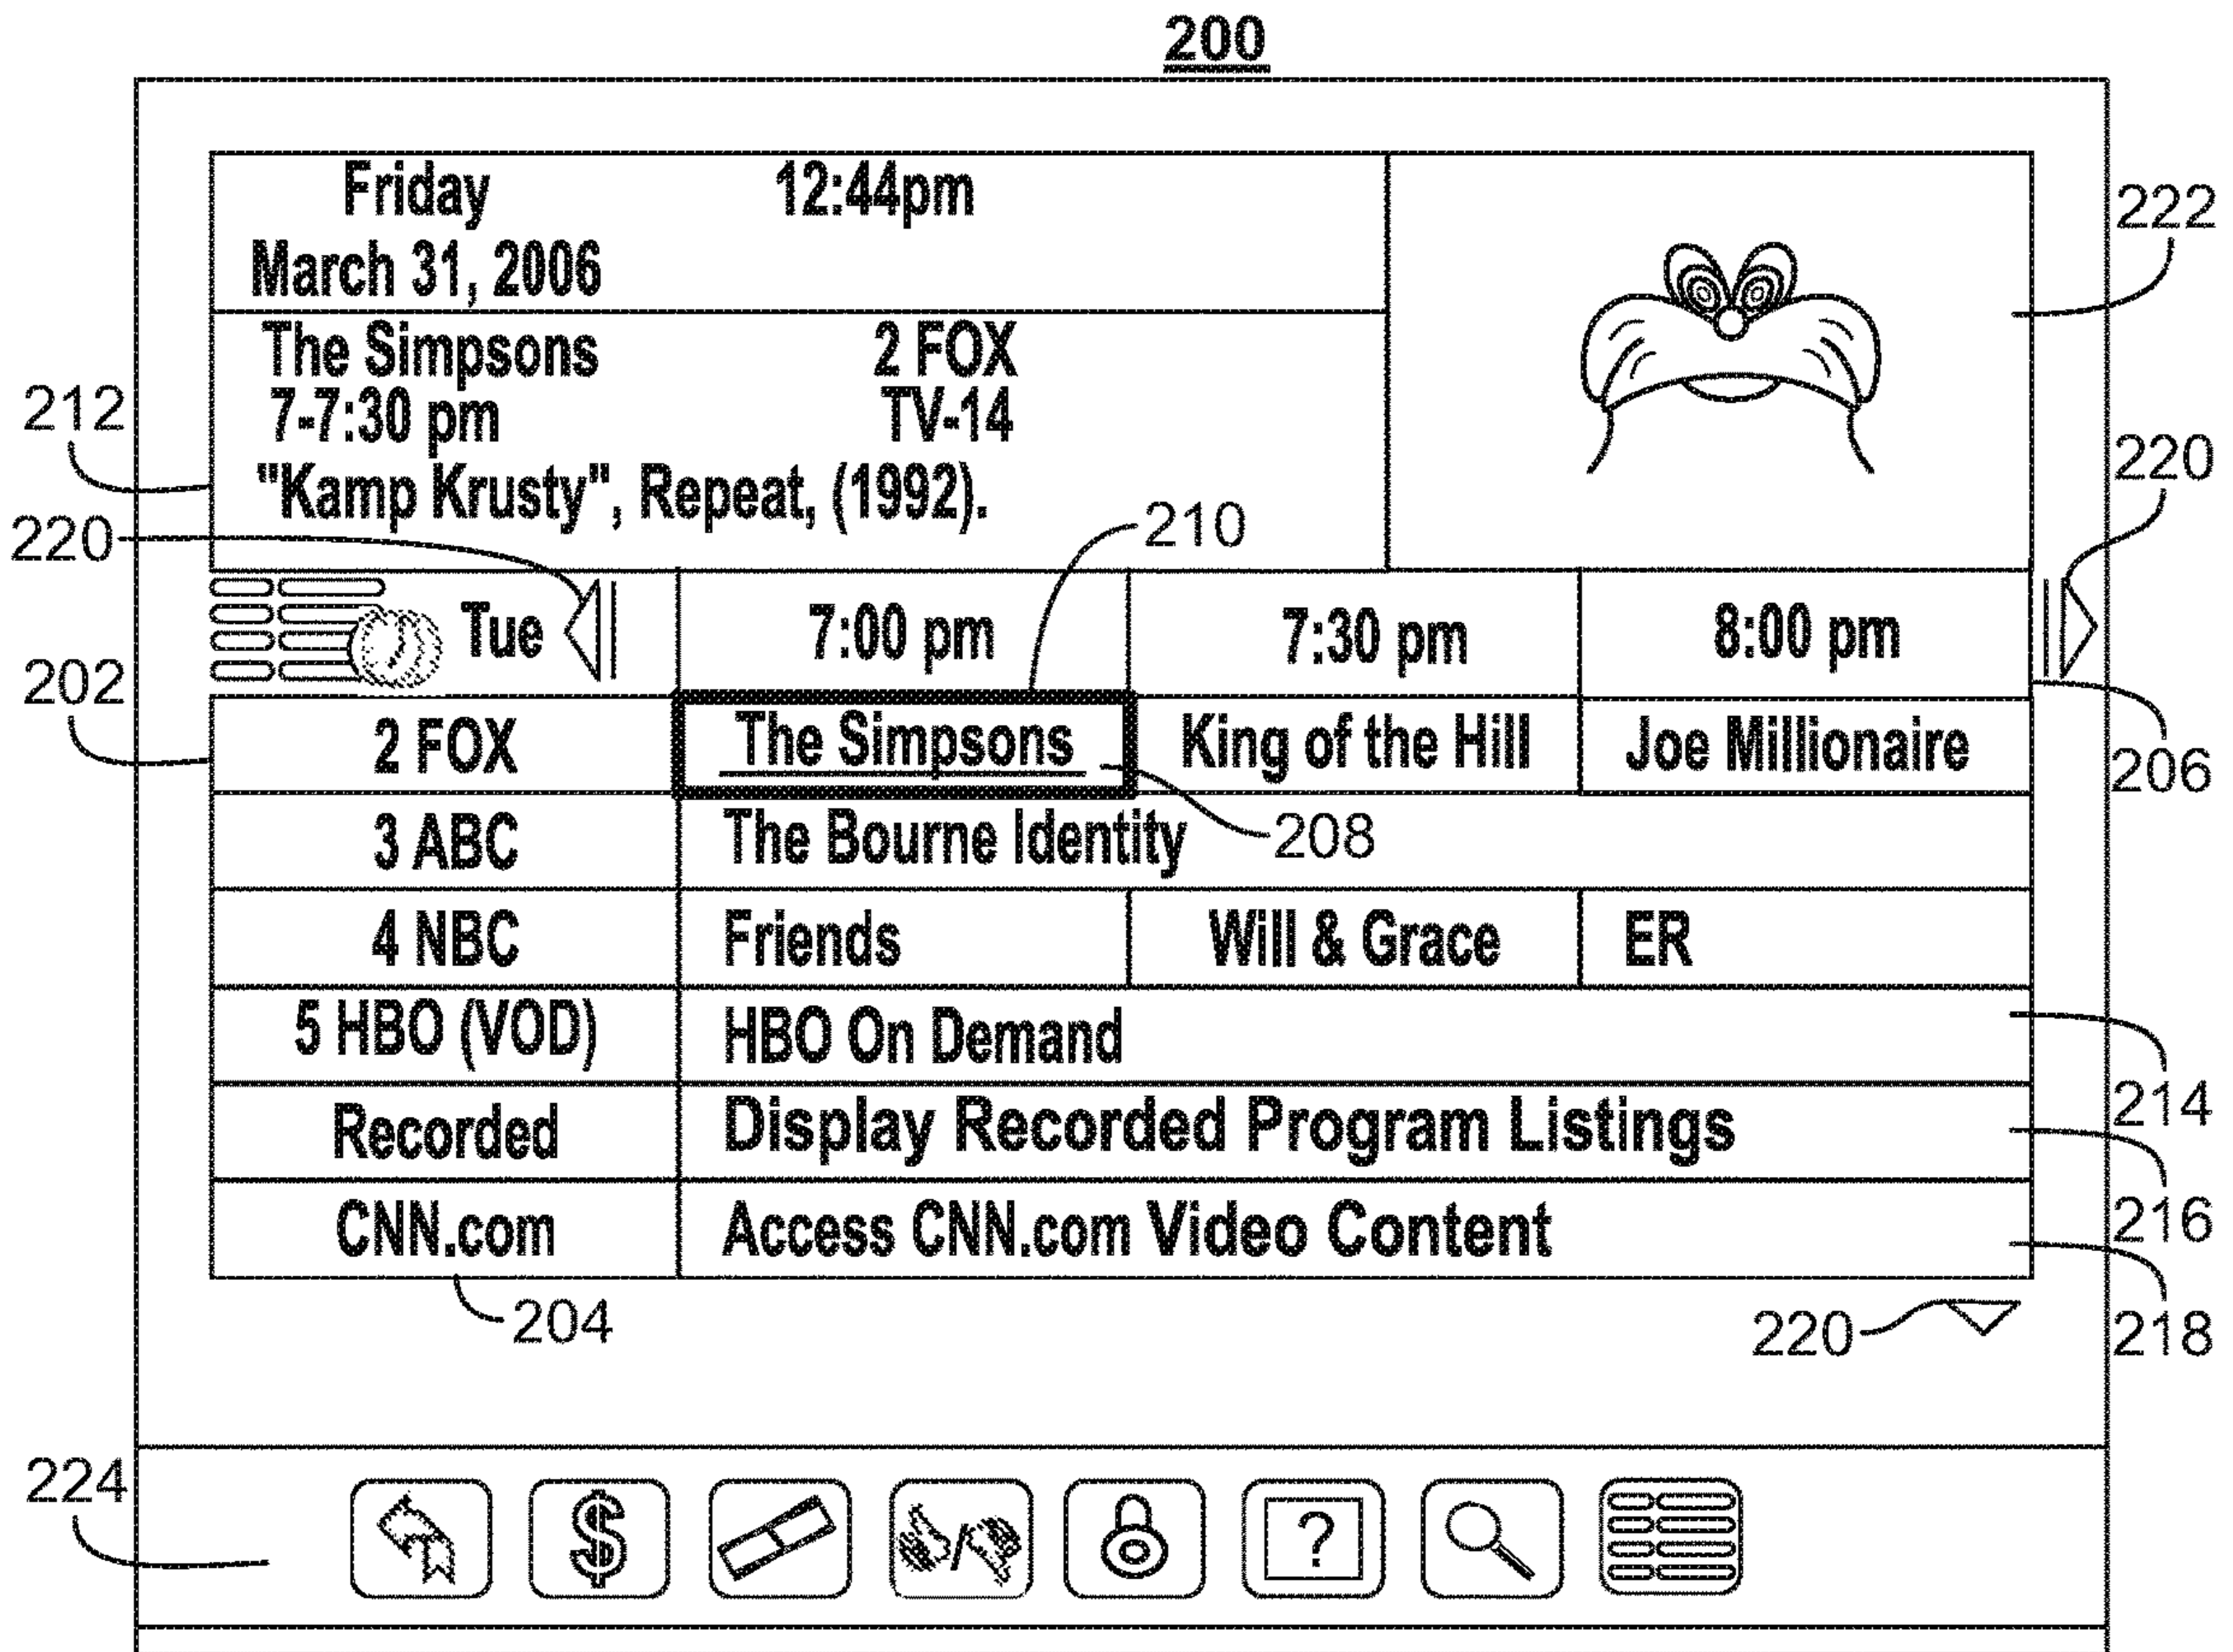 200
Friday 12:44pm
March 31, 2006
222
The Simpsons 2 FOX
212
7-7:30 pm TV-14
220
"Kamp Krusty", Repeat, (1992).
210
220
Tue 7:00 pm 7:30 pm 8:00 pm
202
2 FOX The Simpsons King of the Hill Joe Millionaire
206
3 ABC The Bourne Identity 208
4 NBC Friends Will & Grace ER
5 HBO (VOD) HBO On Demand
214
Recorded Display Recorded Program Listings
216
CNN.com Access CNN.com Video Content
204 220 218
224
$ / ?